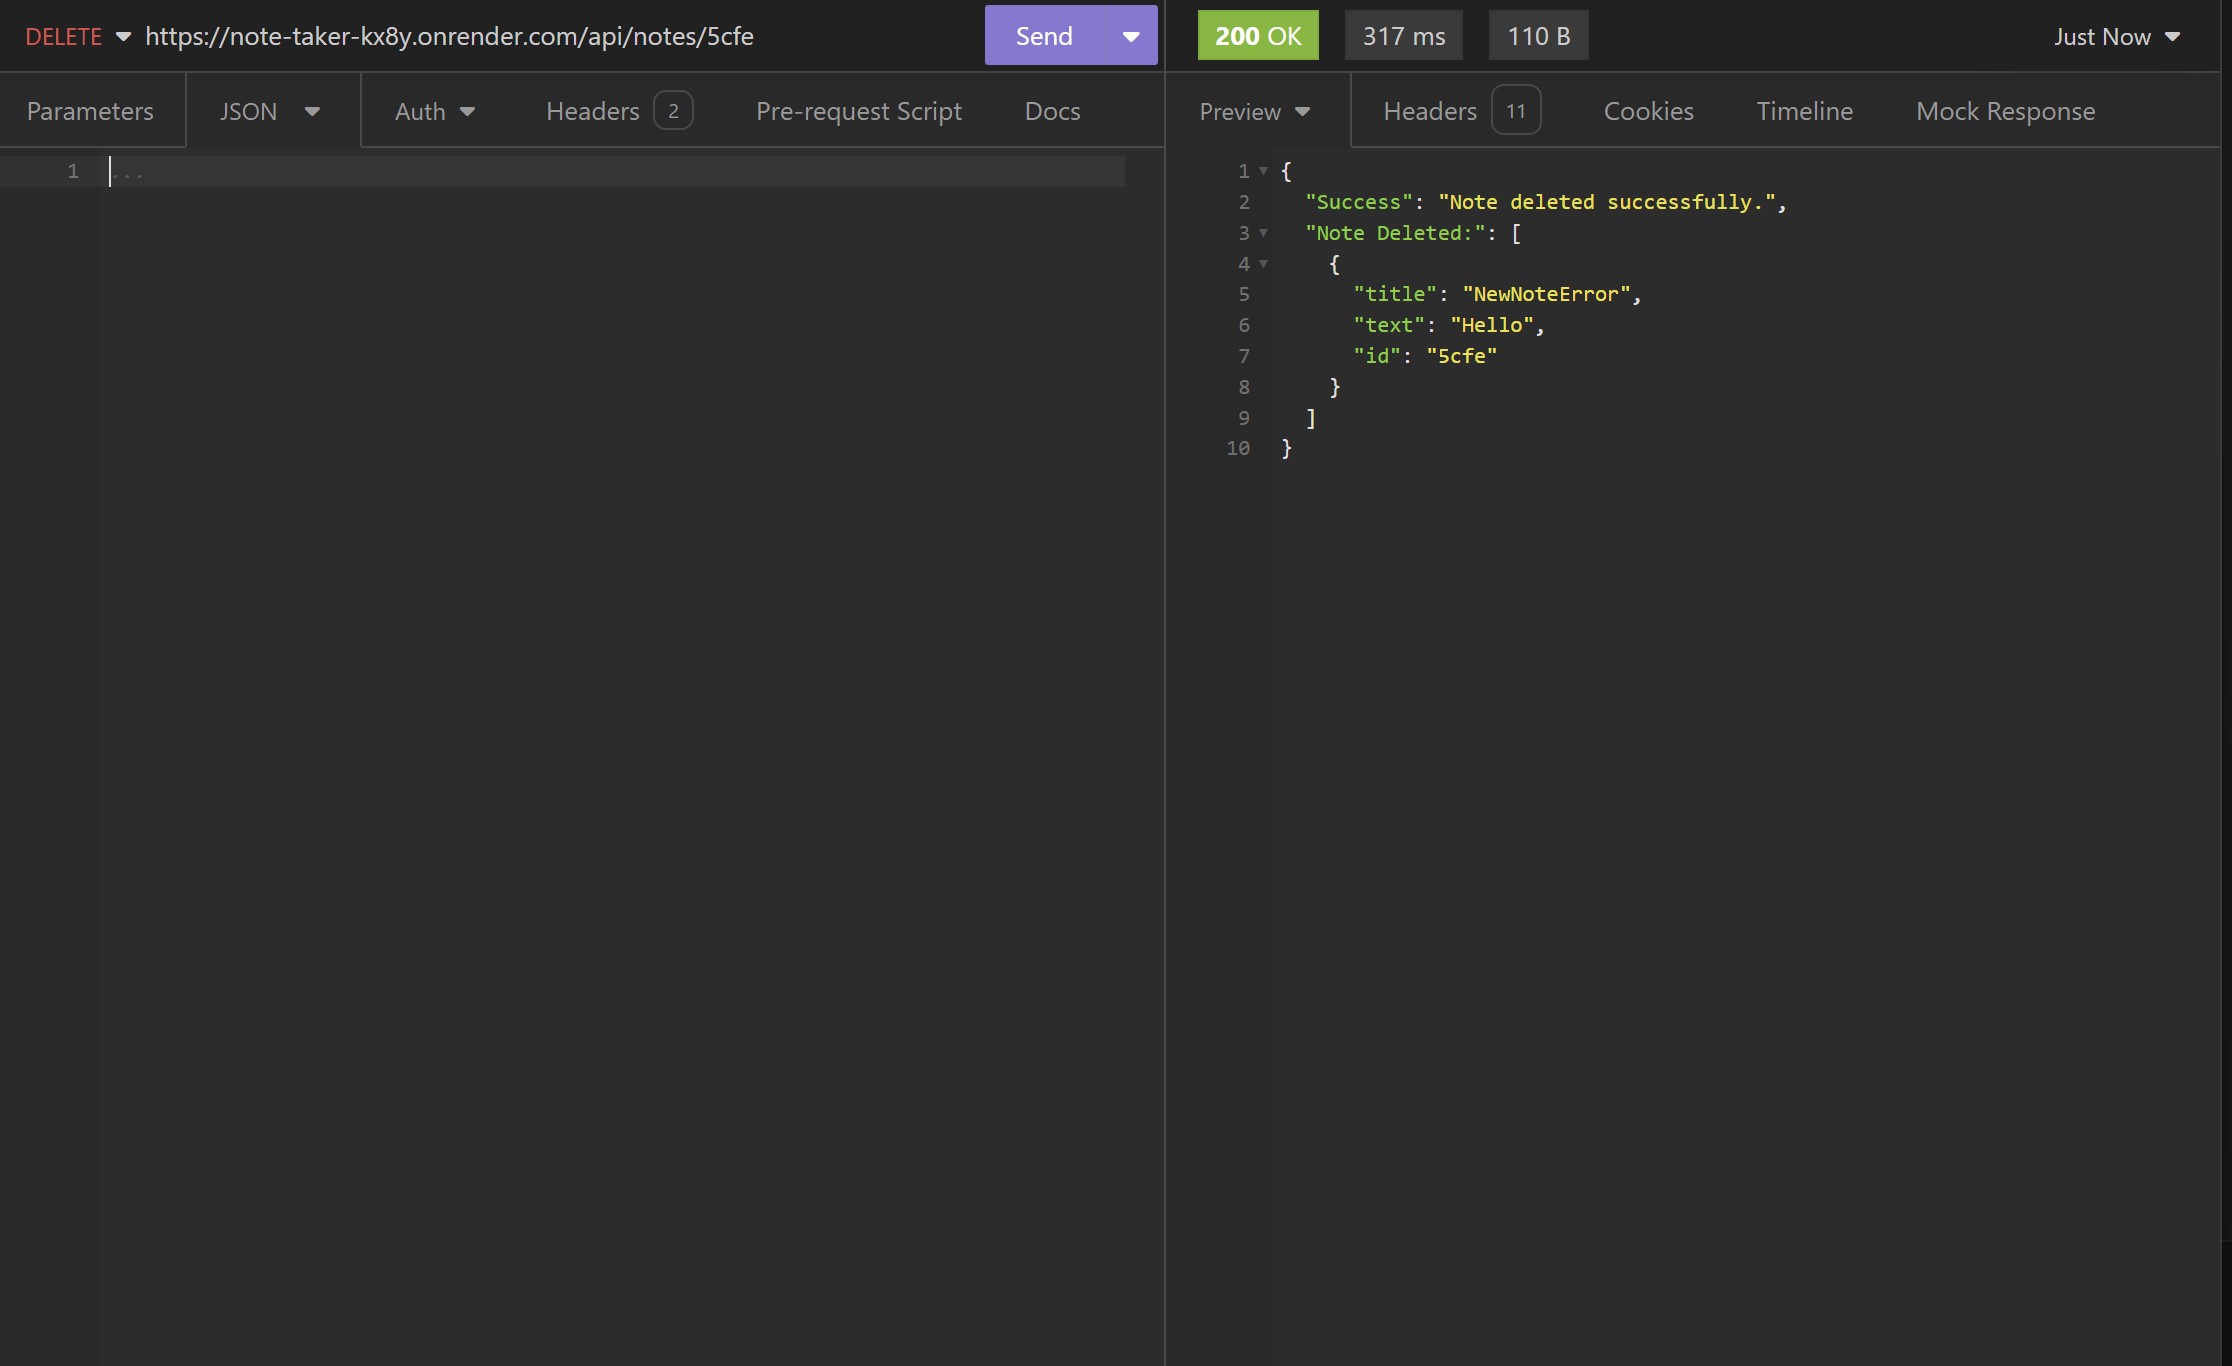 DELETE https://note-taker-kx8y.onrender.com/api/notes/5cfe Send
200 OK 317 ms 110 B Just Now
Parameters JSON Auth Headers 2 Pre-request Script Docs
Preview Headers 11 Cookies Timeline Mock Response
1 ...
1 {
2 "Success": "Note deleted successfully.",
3 "Note Deleted:": [
4 {
5 "title": "NewNoteError",
6 "text": "Hello",
7 "id": "5cfe"
8 }
9 ]
10 }